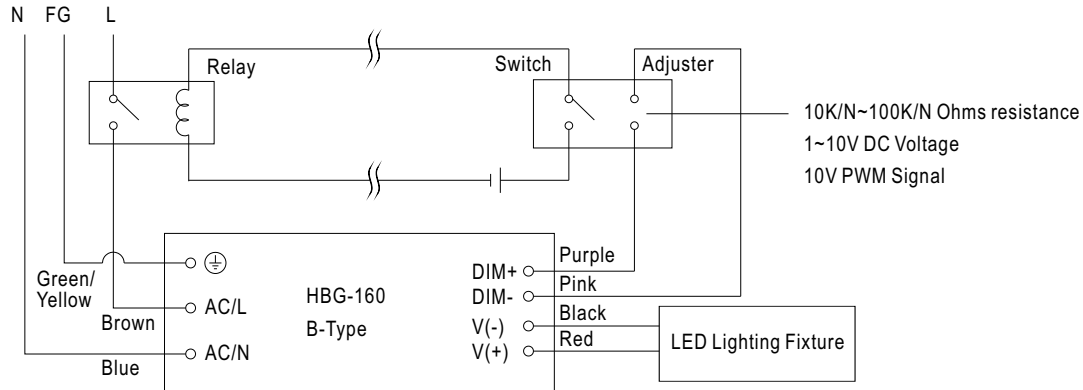 N FG L
Relay
Switch
Adjuster
10K/N~100K/N Ohms resistance
1~10V DC Voltage
10V PWM Signal
Green/
Yellow
Brown
Blue
AC/L
AC/N
HBG-160
B-Type
DIM+
DIM-
V(-)
V(+)
Purple
Pink
Black
Red
LED Lighting Fixture